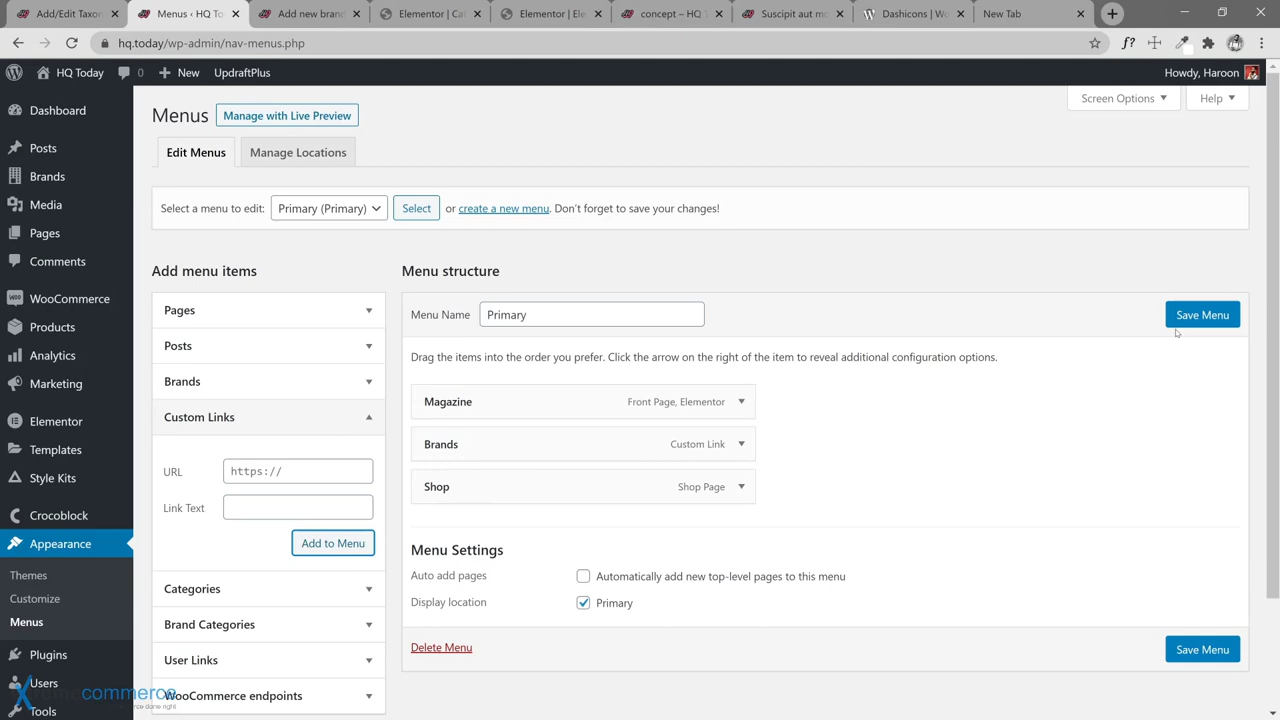 Add/Edit Taxon
Menus ‹ HQ Tod
Add new bran
Elementor | Cal
Elementor | Ele
concept – HQ T
Suscipit aut mo
Dashicons | Wo
New Tab
hq.today/wp-admin/nav-menus.php
HQ Today
0
New
UpdraftPlus
Howdy, Haroon
Dashboard
Posts
Brands
Media
Pages
Comments
WooCommerce
Products
Analytics
Marketing
Elementor
Templates
Style Kits
Crocoblock
Appearance
Themes
Customize
Menus
Plugins
Users
Tools
Menus
Manage with Live Preview
Screen Options
Help
Edit Menus
Manage Locations
Select a menu to edit: Primary (Primary) Select or create a new menu. Don’t forget to save your changes!
Add menu items
Pages
Posts
Brands
Custom Links
URL https://
Link Text
Add to Menu
Categories
Brand Categories
User Links
WooCommerce endpoints
Menu structure
Menu Name Primary
Save Menu
Drag the items into the order you prefer. Click the arrow on the right of the item to reveal additional configuration options.
Magazine Front Page, Elementor
Brands Custom Link
Shop Shop Page
Menu Settings
Auto add pages Automatically add new top-level pages to this menu
Display location Primary
Delete Menu
Save Menu
commerce
done right